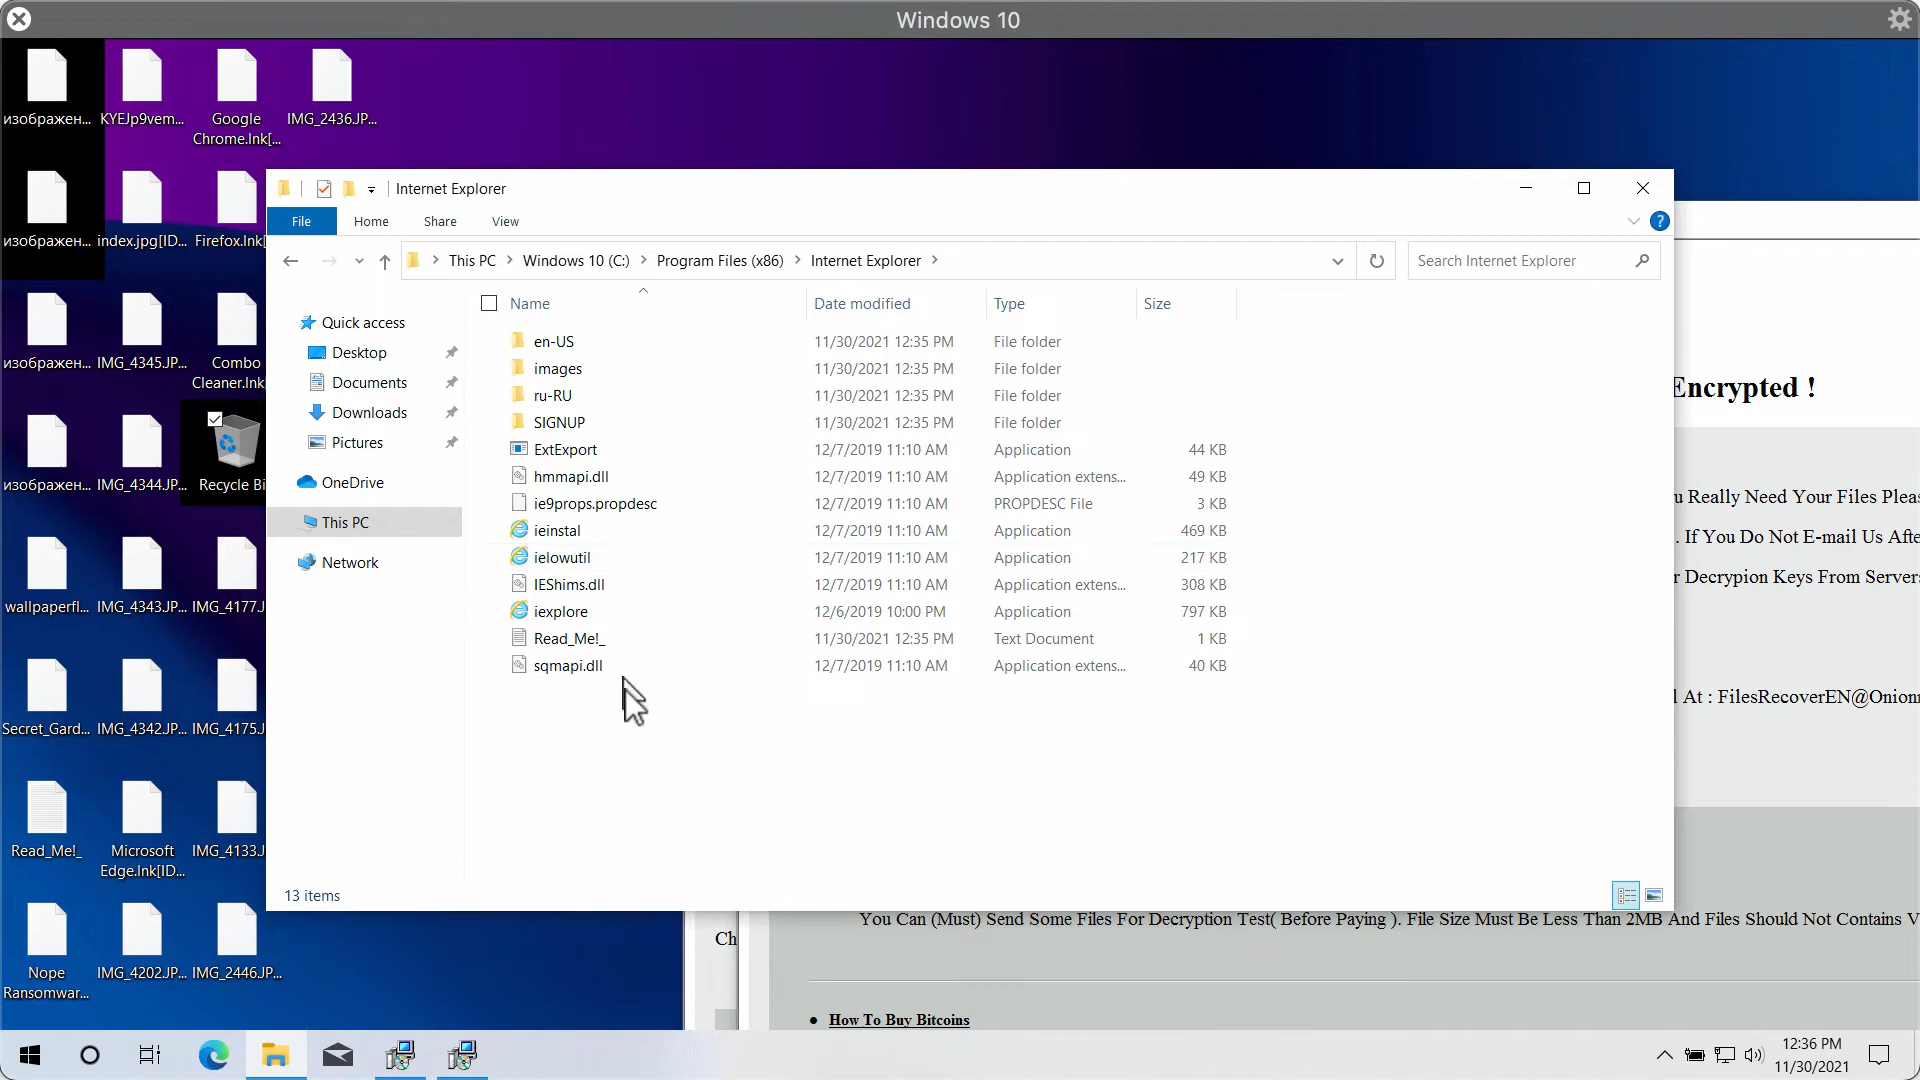 Windows 10
изображен...
KYEJp9vem...
Google
Chrome.lnk[...
IMG_2436.JP...
изображен...
index.jpg[ID...
Firefox.lnk[
изображен...
IMG_4345.JP...
Combo
Cleaner.lnk
изображен...
IMG_4344.JP...
Recycle Bi
wallpaperfl...
IMG_4343.JP...
IMG_4177.J
Secret_Gard...
IMG_4342.JP...
IMG_4175.J
Read_Me!_
Microsoft
Edge.lnk[ID...
IMG_4133.J
Nope
Ransomwar...
IMG_4202.JP...
IMG_2446.JP...
Internet Explorer
File Home Share View
This PC Windows 10 (C:) Program Files (x86) Internet Explorer
Search Internet Explorer
Quick access
Desktop
Documents
Downloads
Pictures
OneDrive
This PC
Network
Name Date modified Type Size
en-US 11/30/2021 12:35 PM File folder
images 11/30/2021 12:35 PM File folder
ru-RU 11/30/2021 12:35 PM File folder
SIGNUP 11/30/2021 12:35 PM File folder
ExtExport 12/7/2019 11:10 AM Application 44 KB
hmmapi.dll 12/7/2019 11:10 AM Application extens... 49 KB
ie9props.propdesc 12/7/2019 11:10 AM PROPDESC File 3 KB
ieinstal 12/7/2019 11:10 AM Application 469 KB
ielowutil 12/7/2019 11:10 AM Application 217 KB
IEShims.dll 12/7/2019 11:10 AM Application extens... 308 KB
iexplore 12/6/2019 10:00 PM Application 797 KB
Read_Me!_ 11/30/2021 12:35 PM Text Document 1 KB
sqmapi.dll 12/7/2019 11:10 AM Application extens... 40 KB
13 items
Encrypted !
u Really Need Your Files Pleas
. If You Do Not E-mail Us Afte
r Decrypion Keys From Servers
l At : FilesRecoverEN@Onionm
You Can (Must) Send Some Files For Decryption Test( Before Paying ). File Size Must Be Less Than 2MB And Files Should Not Contains V
Ch
How To Buy Bitcoins
12:36 PM
11/30/2021